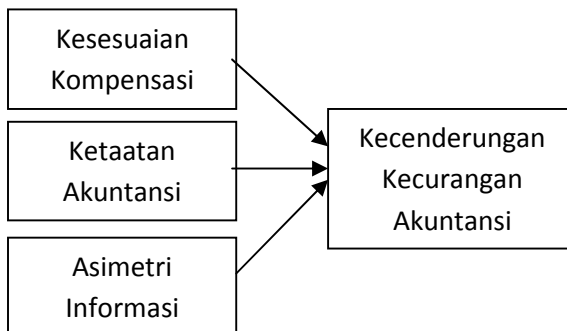 Kesesuaian
Kompensasi
Ketaatan
Akuntansi
Asimetri
Informasi
Kecenderungan
Kecurangan
Akuntansi